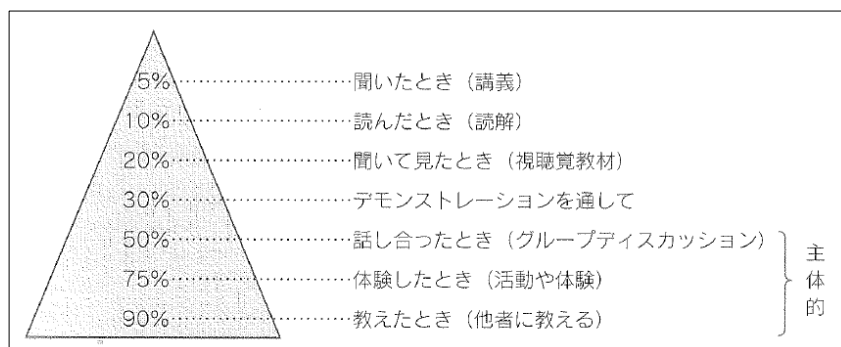 5%……聞いたとき（講義）
10%……読んだとき（読解）
20%……聞いて見たとき（視聴覚教材）
30%……デモンストレーションを通して
50%……話し合ったとき（グループディスカッション）
75%……体験したとき（活動や体験）
90%……教えたとき（他者に教える）
主体的